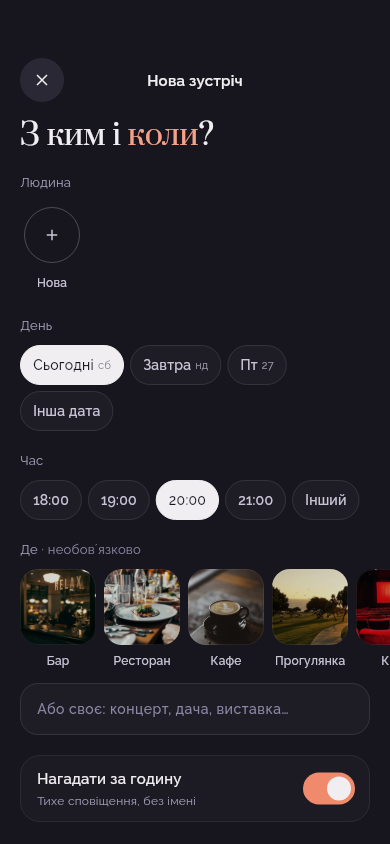 Нова зустріч
З ким і коли?
Людина
+
Нова
День
Сьогодні сб
Завтра нд
Пт 27
Інша дата
Час
18:00
19:00
20:00
21:00
Інший
Де · необовʼязково
RELAX
Бар
Ресторан
Кафе
Прогулянка
К
Або своє: концерт, дача, виставка…
Нагадати за годину
Тихе сповіщення, без імені